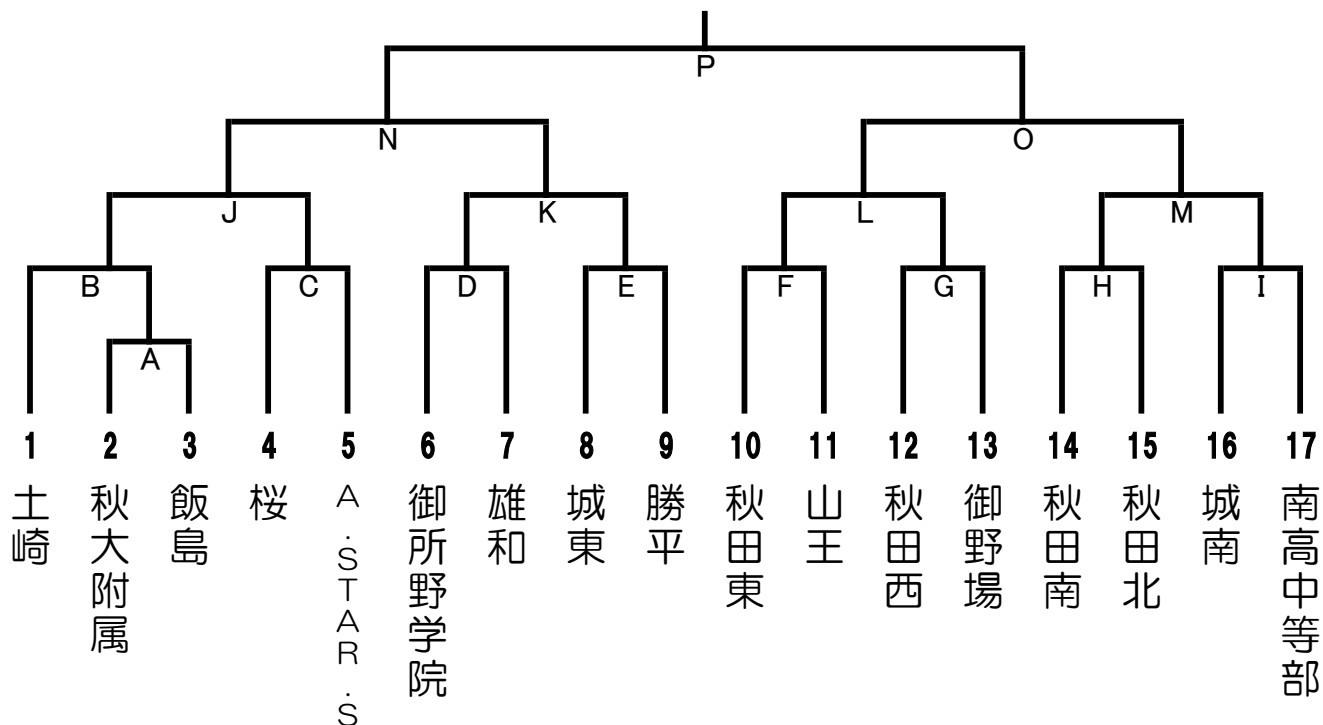 P
N
O
J
K
L
M
B
C
D
E
F
G
H
I
A
1
2
3
4
5
6
7
8
9
10
11
12
13
14
15
16
17
土崎
秋大附属
飯島
桜
A.STAR.S
御所野学院
雄和
城東
勝平
秋田東
山王
秋田西
御野場
秋田南
秋田北
城南
南高中等部